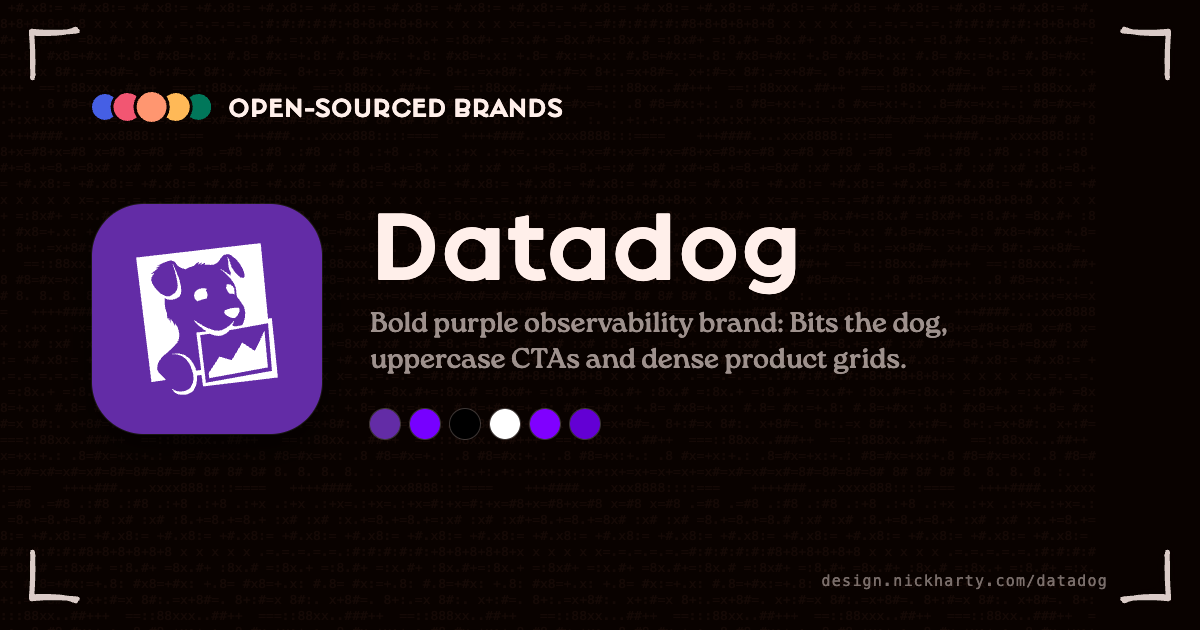 OPEN-SOURCED BRANDS
Datadog
Bold purple observability brand: Bits the dog,
uppercase CTAs and dense product grids.
design.nickharty.com/datadog